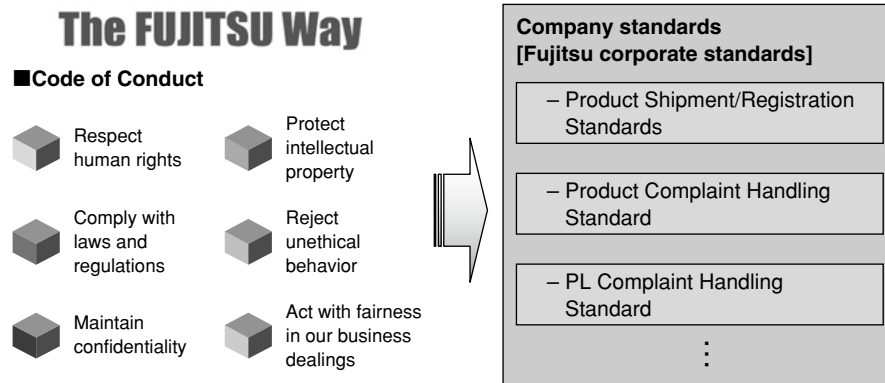 The FUJITSU Way
■Code of Conduct
Respect
human rights
Protect
intellectual
property
Comply with
laws and
regulations
Reject
unethical
behavior
Maintain
confidentiality
Act with fairness
in our business
dealings
Company standards
[Fujitsu corporate standards]
– Product Shipment/Registration
Standards
– Product Complaint Handling
Standard
– PL Complaint Handling
Standard
⋮